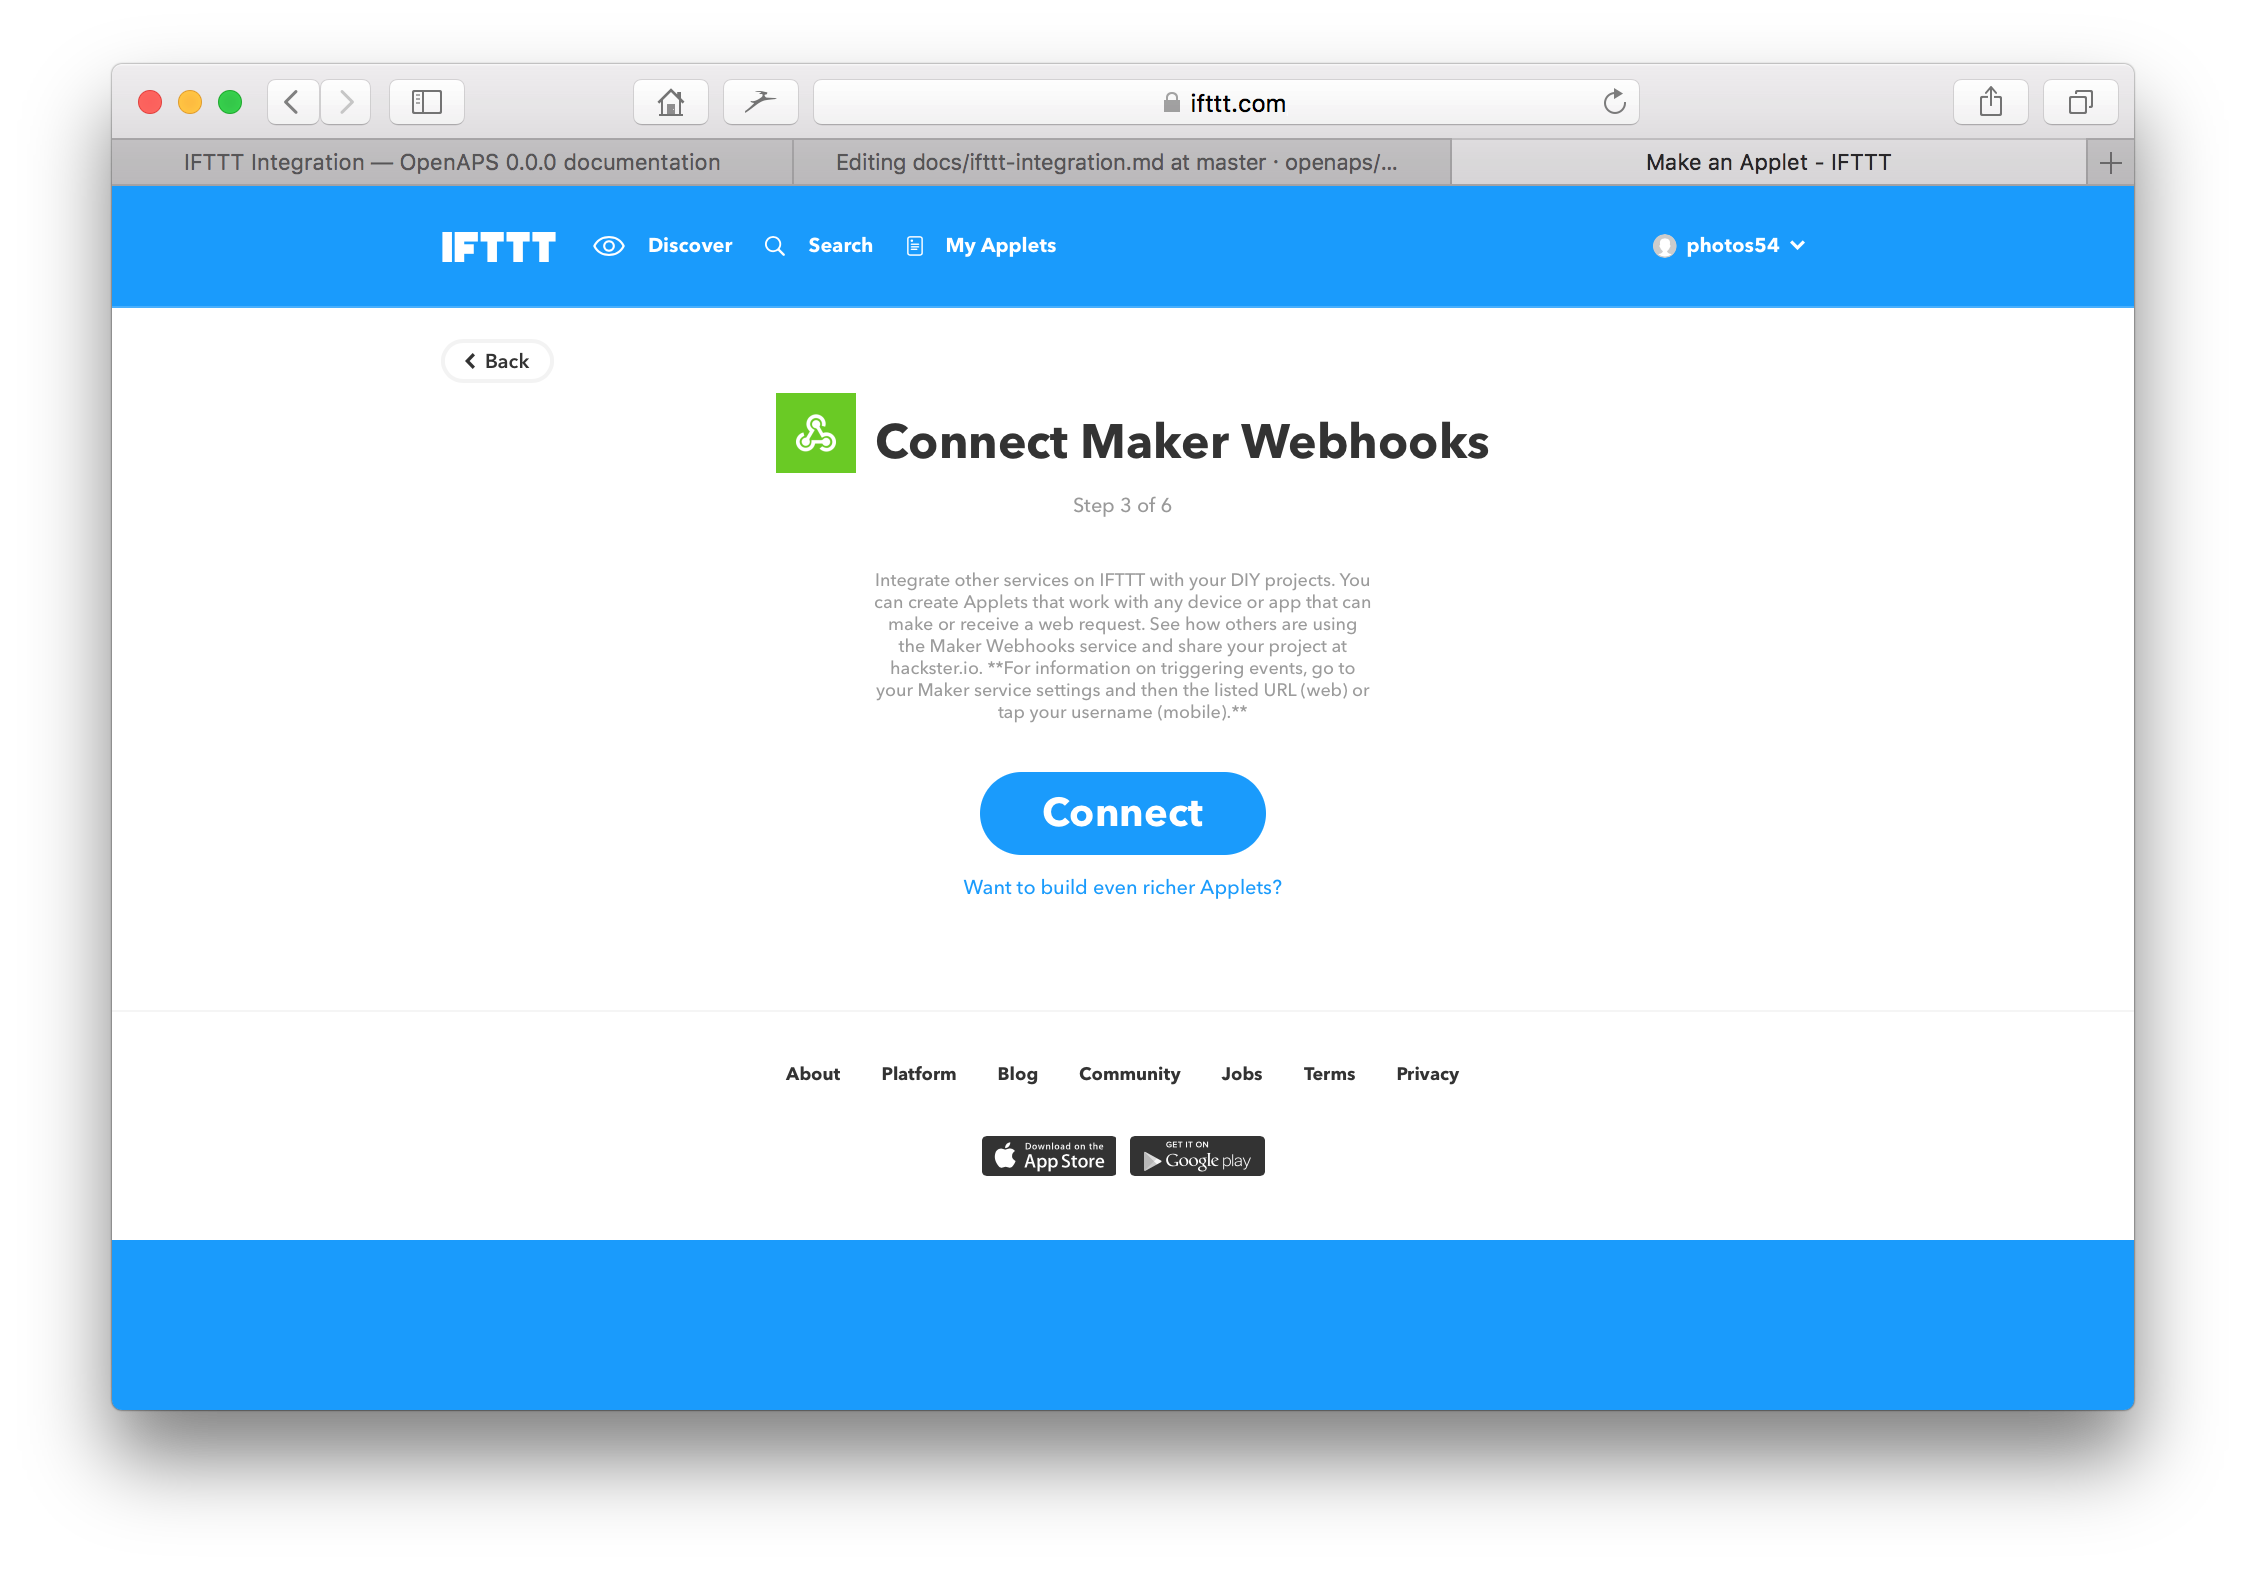 ifttt.com
IFTTT Integration — OpenAPS 0.0.0 documentation
Editing docs/ifttt-integration.md at master · openaps/...
Make an Applet - IFTTT
IFTTT
Discover
Search
My Applets
photos54
Back
Connect Maker Webhooks
Step 3 of 6
Integrate other services on IFTTT with your DIY projects. You
can create Applets that work with any device or app that can
make or receive a web request. See how others are using
the Maker Webhooks service and share your project at
hackster.io. **For information on triggering events, go to
your Maker service settings and then the listed URL (web) or
tap your username (mobile).**
Connect
Want to build even richer Applets?
About Platform Blog Community Jobs Terms Privacy
Download on the
App Store
GET IT ON
Google play